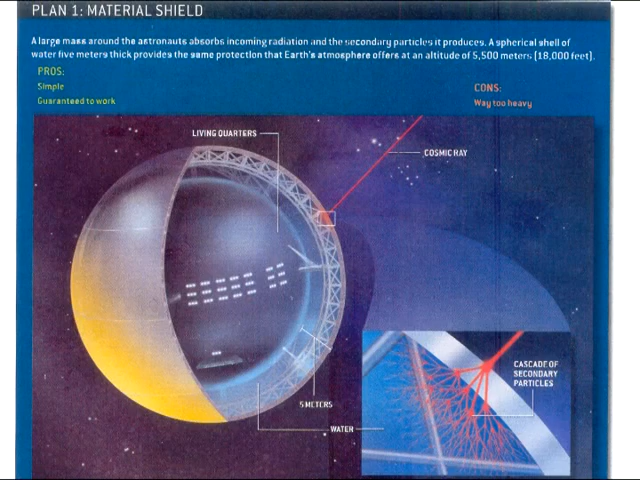 PLAN 1: MATERIAL SHIELD
A large mass around the astronauts absorbs incoming radiation and the secondary particles it produces. A spherical shell of
water five meters thick provides the same protection that Earth's atmosphere offers at an altitude of 5,500 meters (18,000 feet).
PROS:
Simple
Guaranteed to work
CONS:
Way too heavy
LIVING QUARTERS
COSMIC RAY
CASCADE OF
SECONDARY
PARTICLES
5 METERS
WATER